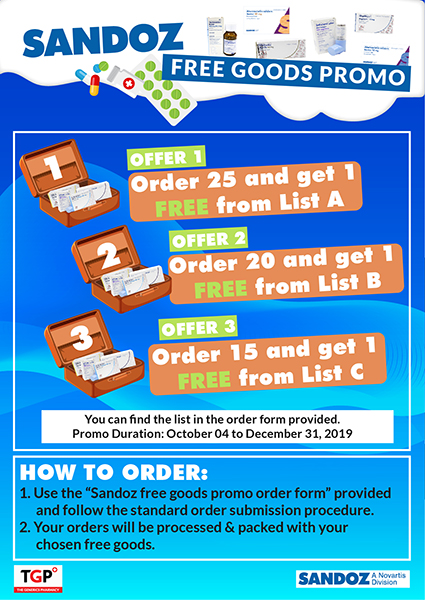 SANDOZ
FREE GOODS PROMO
1
OFFER 1
Order 25 and get 1
FREE from List A
2
OFFER 2
Order 20 and get 1
FREE from List B
3
OFFER 3
Order 15 and get 1
FREE from List C
You can find the list in the order form provided.
Promo Duration: October 04 to December 31, 2019
HOW TO ORDER:
1. Use the “Sandoz free goods promo order form” provided
and follow the standard order submission procedure.
2. Your orders will be processed & packed with your
chosen free goods.
TGP
THE GENERICS PHARMACY
SANDOZ A Novartis
Division